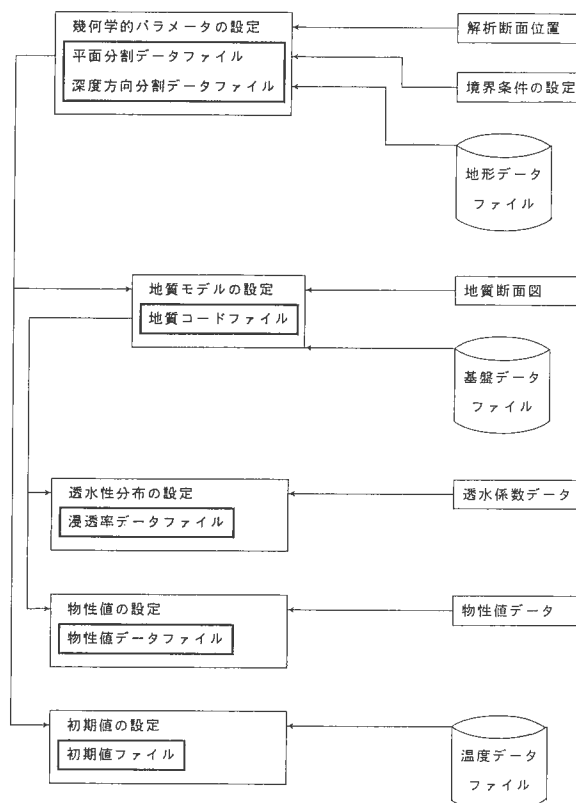 幾何学的パラメータの設定
平面分割データファイル
深度方向分割データファイル
解析断面位置
境界条件の設定
地形データ
ファイル
地質モデルの設定
地質コードファイル
地質断面図
基盤データ
ファイル
透水性分布の設定
浸透率データファイル
透水係数データ
物性値の設定
物性値データファイル
物性値データ
初期値の設定
初期値ファイル
温度データ
ファイル